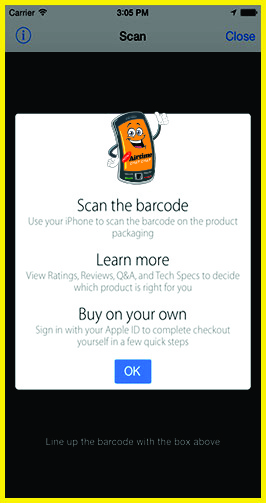 Carrier 3:05 PM
Scan Close
Airtime
Scan the barcode
Use your iPhone to scan the barcode on the product
packaging
Learn more
View Ratings, Reviews, Q&A, and Tech Specs to decide
which product is right for you
Buy on your own
Sign in with your Apple ID to complete checkout
yourself in a few quick steps
OK
Line up the barcode with the box above